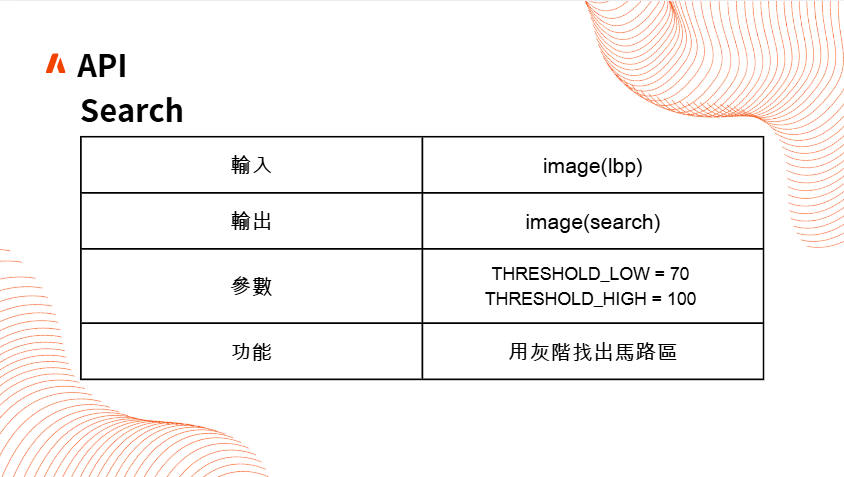 API
Search
輸入
image(lbp)
輸出
image(search)
參數
THRESHOLD_LOW = 70
THRESHOLD_HIGH = 100
功能
用灰階找出馬路區